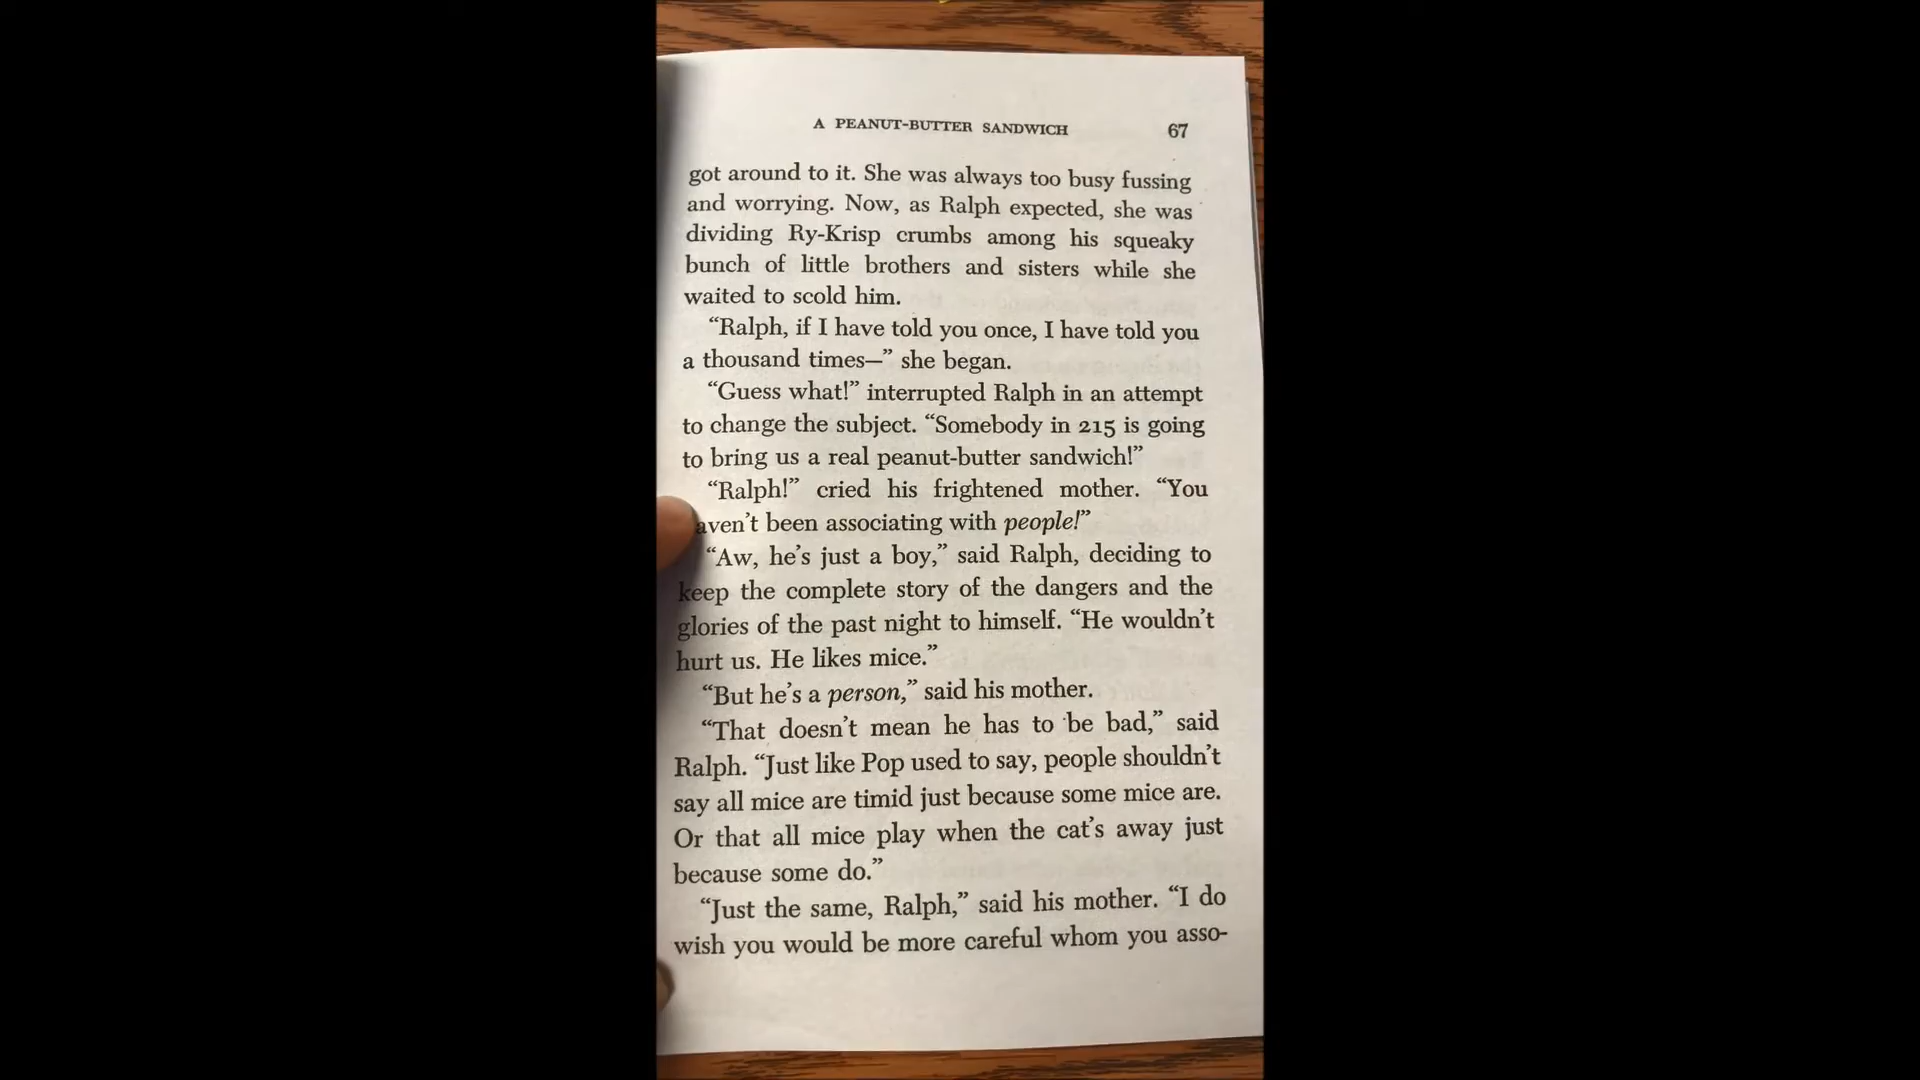 A PEANUT-BUTTER SANDWICH 67
got around to it. She was always too busy fussing
and worrying. Now, as Ralph expected, she was
dividing Ry-Krisp crumbs among his squeaky
bunch of little brothers and sisters while she
waited to scold him.
“Ralph, if I have told you once, I have told you
a thousand times—” she began.
“Guess what!” interrupted Ralph in an attempt
to change the subject. “Somebody in 215 is going
to bring us a real peanut-butter sandwich!”
“Ralph!” cried his frightened mother. “You
aven’t been associating with people!”
“Aw, he’s just a boy,” said Ralph, deciding to
keep the complete story of the dangers and the
glories of the past night to himself. “He wouldn’t
hurt us. He likes mice.”
“But he’s a person,” said his mother.
“That doesn’t mean he has to be bad,” said
Ralph. “Just like Pop used to say, people shouldn’t
say all mice are timid just because some mice are.
Or that all mice play when the cat’s away just
because some do.”
“Just the same, Ralph,” said his mother. “I do
wish you would be more careful whom you asso-